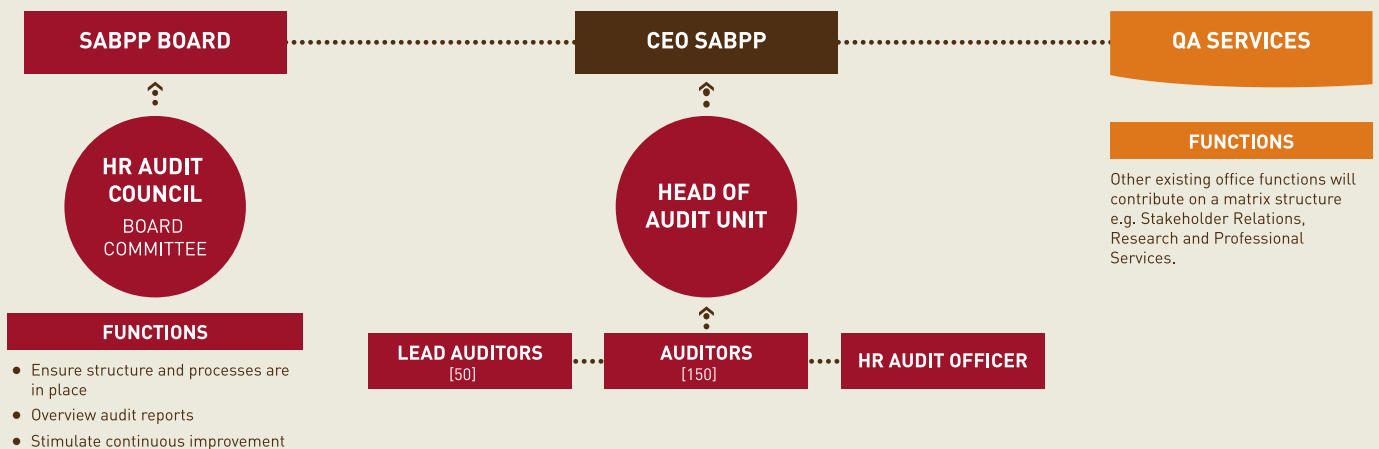 SABPP BOARD
CEO SABPP
QA SERVICES
HR AUDIT
COUNCIL
BOARD
COMMITTEE
HEAD OF
AUDIT UNIT
FUNCTIONS
Other existing office functions will
contribute on a matrix structure
e.g. Stakeholder Relations,
Research and Professional
Services.
FUNCTIONS
• Ensure structure and processes are
in place
• Overview audit reports
• Stimulate continuous improvement
LEAD AUDITORS
[50]
AUDITORS
[150]
HR AUDIT OFFICER